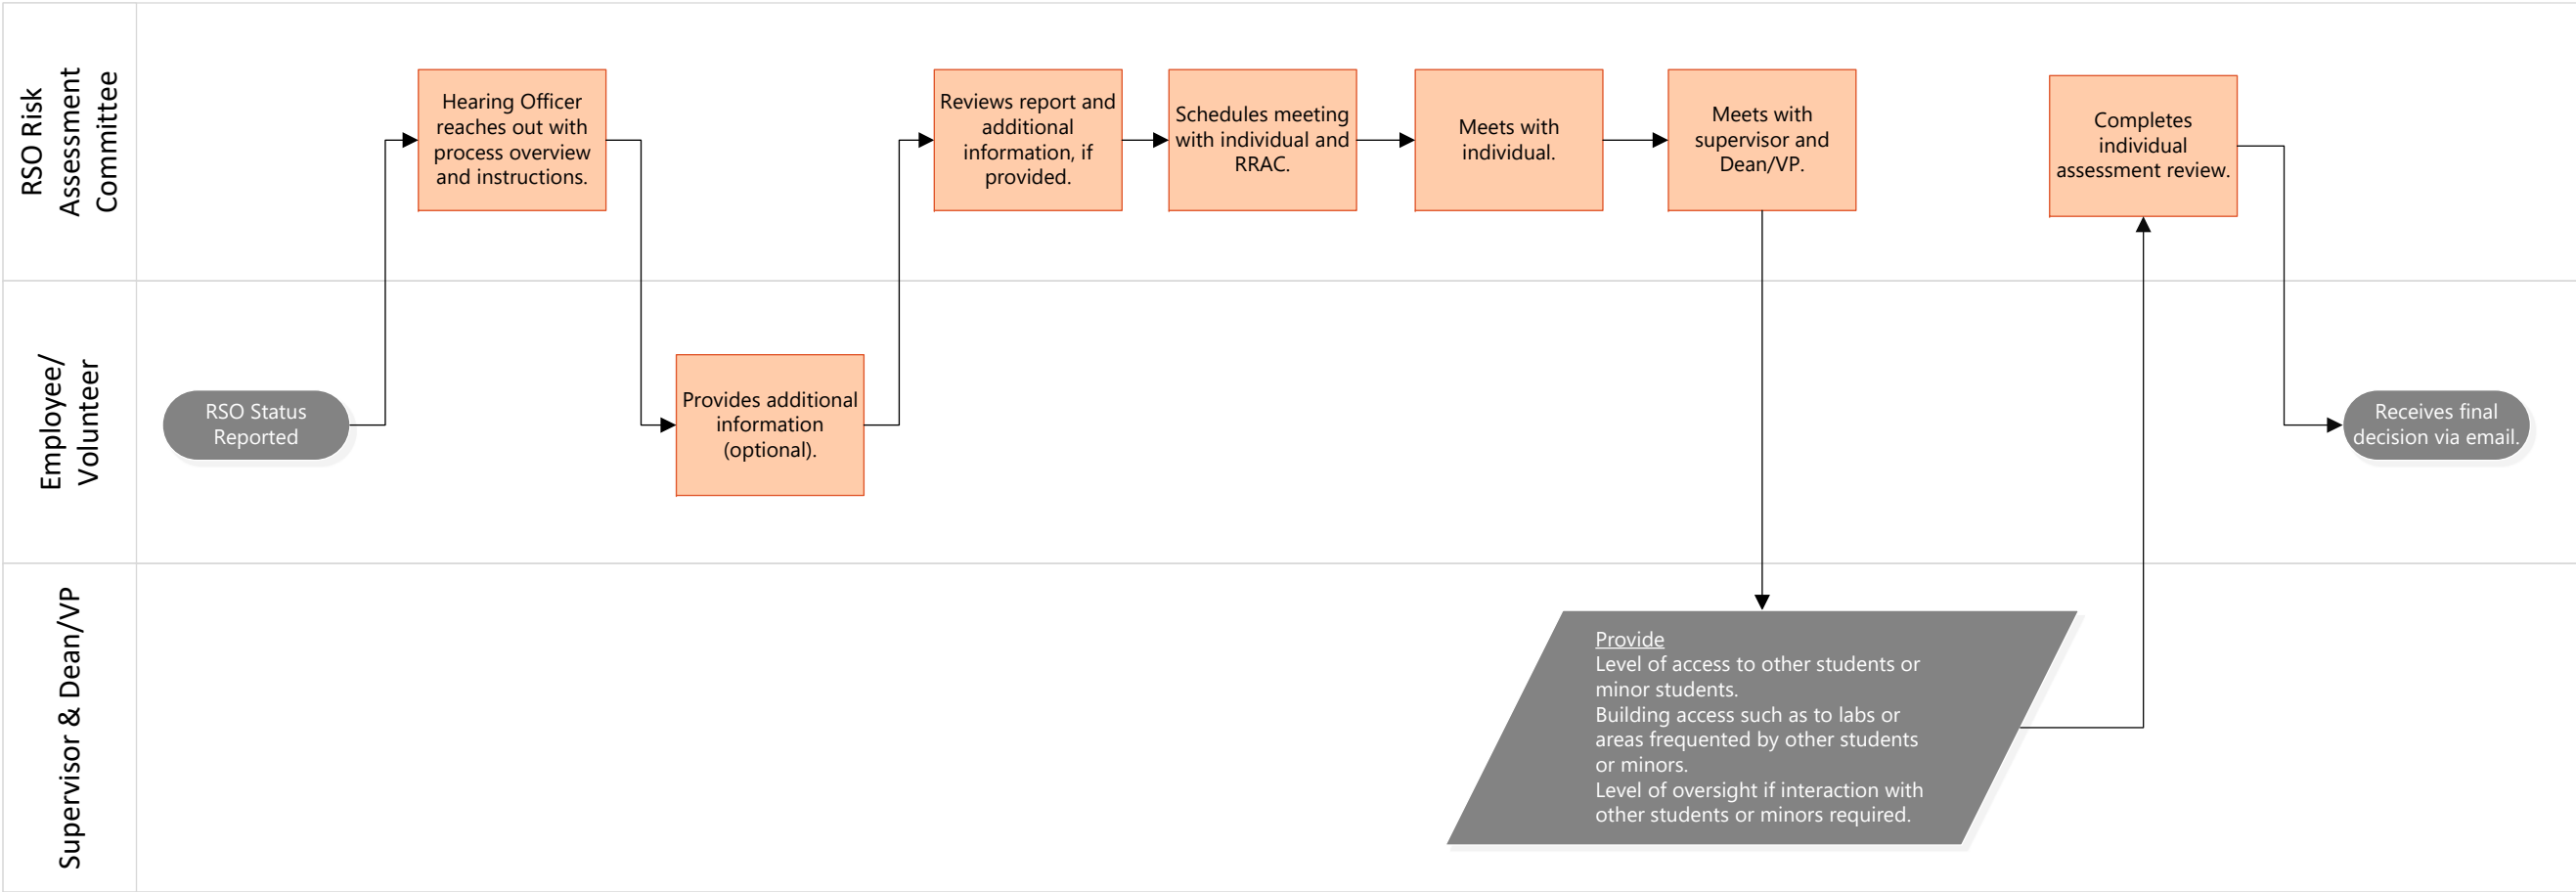 RSO Risk
Assessment
Committee
Hearing Officer
reaches out with
process overview
and instructions.
Reviews report and
additional
information, if
provided.
Schedules meeting
with individual and
RRAC.
Meets with
individual.
Meets with
supervisor and
Dean/VP.
Completes
individual
assessment review.
Employee/
Volunteer
RSO Status
Reported
Provides additional
information
(optional).
Receives final
decision via email.
Supervisor & Dean/VP
Provide
Level of access to other students or
minor students.
Building access such as to labs or
areas frequented by other students
or minors.
Level of oversight if interaction with
other students or minors required.